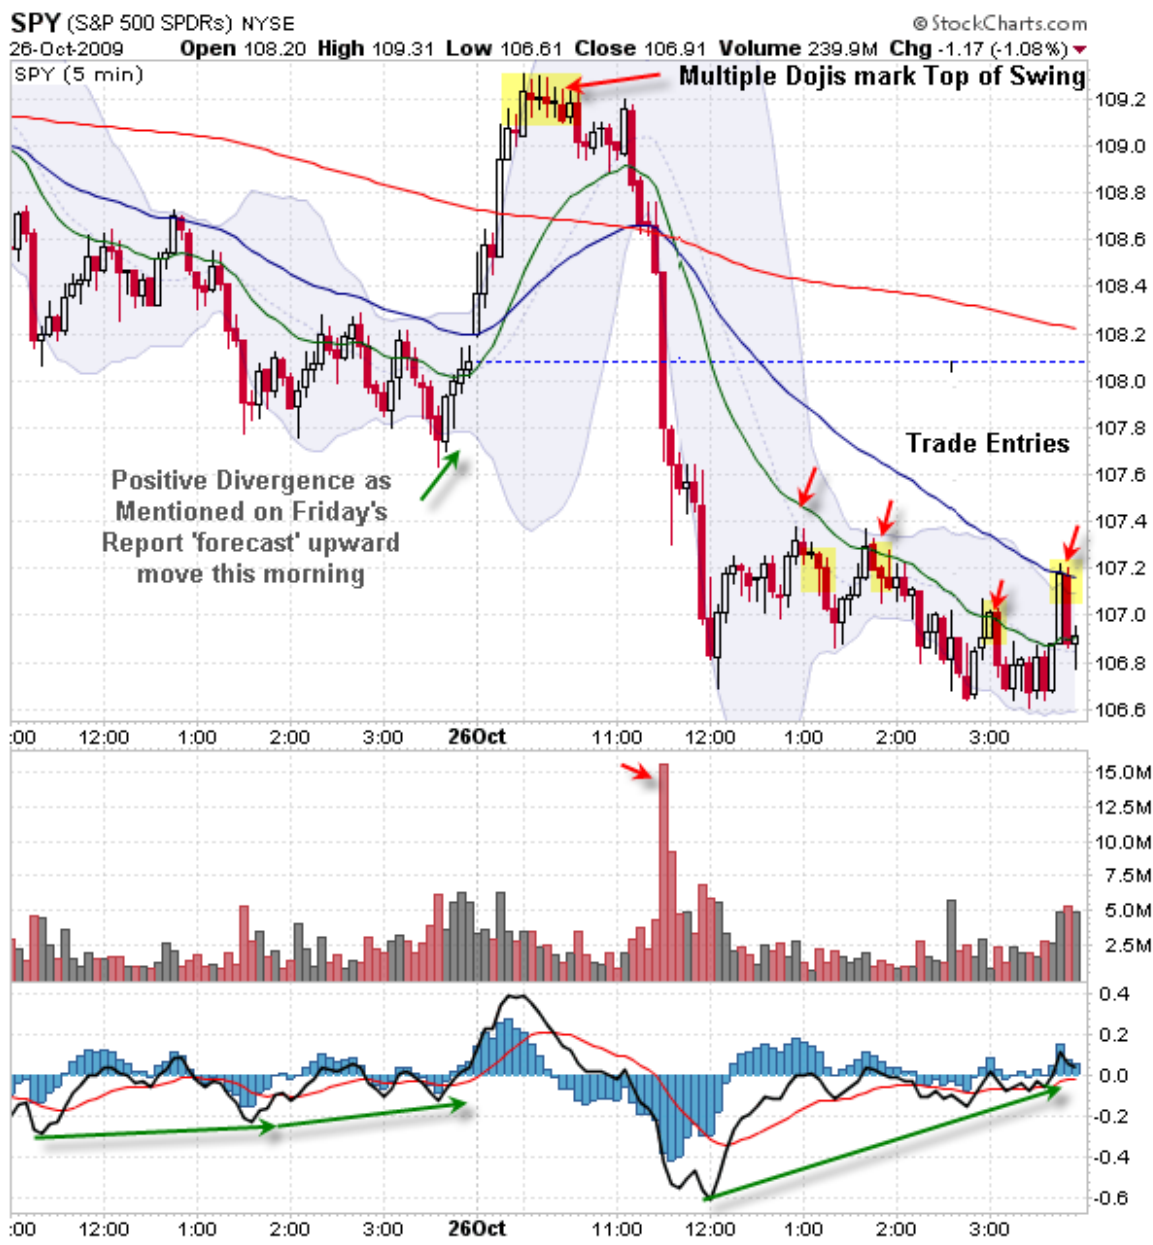 SPY (S&P 500 SPDRs) NYSE
© StockCharts.com
26-Oct-2009
Open 108.20 High 109.31 Low 106.61 Close 106.91 Volume 239.9M Chg -1.17 (-1.08%)
SPY (5 min)
Multiple Dojis mark Top of Swing
109.2
109.0
108.8
108.6
108.4
108.2
108.0
107.8
107.6
107.4
107.2
107.0
106.8
106.6
Trade Entries
Positive Divergence as
Mentioned on Friday's
Report 'forecast' upward
move this morning
:00 12:00 1:00 2:00 3:00 26Oct 11:00 12:00 1:00 2:00 3:00
15.0M
12.5M
10.0M
7.5M
5.0M
2.5M
0.4
0.2
0.0
-0.2
-0.4
-0.6
:00 12:00 1:00 2:00 3:00 26Oct 11:00 12:00 1:00 2:00 3:00